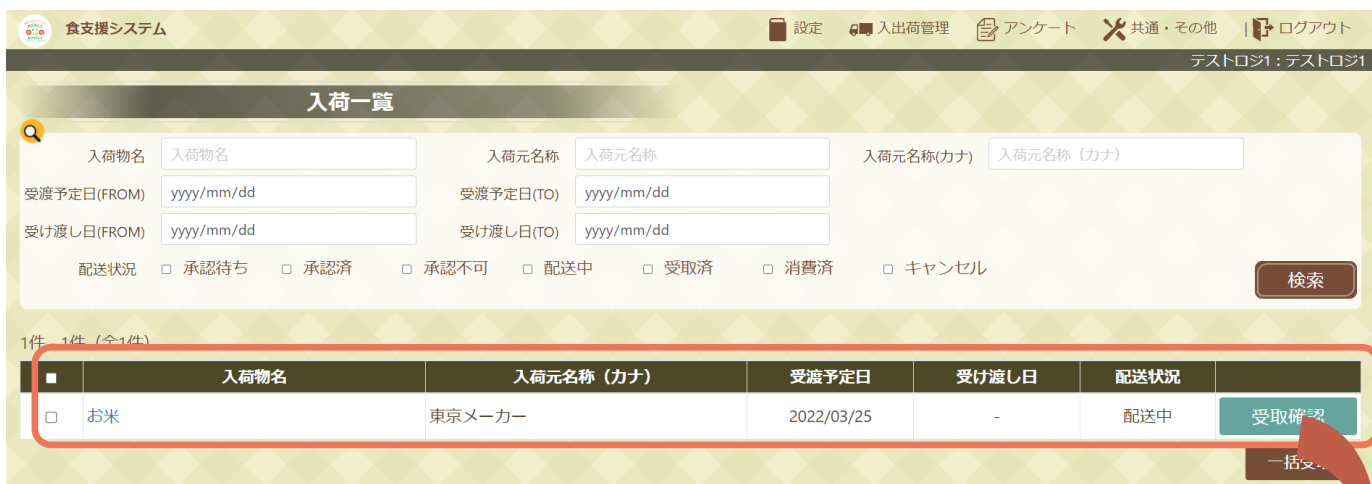 食支援システム 設定 入出荷管理 アンケート 共通・その他 | ログアウト
テストロジ1 : テストロジ1
入荷一覧
入荷物名 入荷物名 入荷元名称 入荷元名称 入荷元名称(カナ) 入荷元名称（カナ）
受渡予定日(FROM) yyyy/mm/dd 受渡予定日(TO) yyyy/mm/dd
受け渡し日(FROM) yyyy/mm/dd 受け渡し日(TO) yyyy/mm/dd
配送状況 承認待ち 承認済 承認不可 配送中 受取済 消費済 キャンセル
検索
1件 - 1件（全1件）
入荷物名 入荷元名称（カナ） 受渡予定日 受け渡し日 配送状況
お米 東京メーカー 2022/03/25 - 配送中 受取確認
一括受